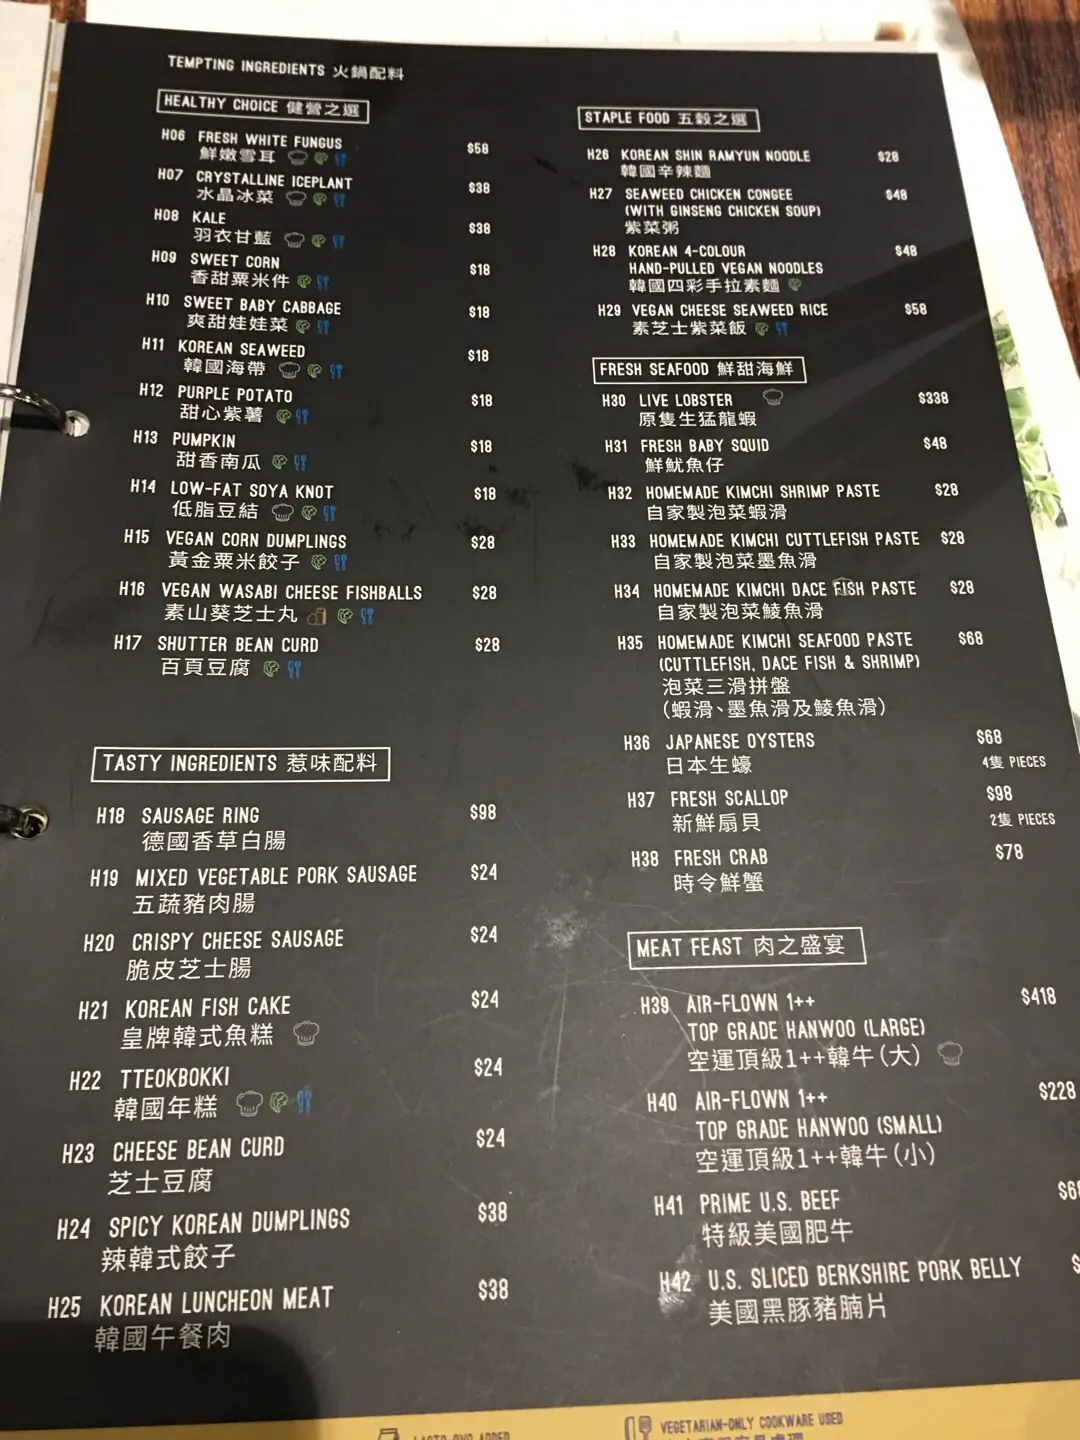 TEMPTING INGREDIENTS 火鍋配料
HEALTHY CHOICE 健營之選
H06 FRESH WHITE FUNGUS $58
鮮嫩雪耳
H07 CRYSTALLINE ICEPLANT $38
水晶冰菜
H08 KALE $38
羽衣甘藍
H09 SWEET CORN $18
香甜粟米件
H10 SWEET BABY CABBAGE $18
爽甜娃娃菜
H11 KOREAN SEAWEED $18
韓國海帶
H12 PURPLE POTATO $18
甜心紫薯
H13 PUMPKIN $18
甜香南瓜
H14 LOW-FAT SOYA KNOT $18
低脂豆結
H15 VEGAN CORN DUMPLINGS $28
黃金粟米餃子
H16 VEGAN WASABI CHEESE FISHBALLS $28
素山葵芝士丸
H17 SHUTTER BEAN CURD $28
百頁豆腐
TASTY INGREDIENTS 惹味配料
H18 SAUSAGE RING $98
德國香草白腸
H19 MIXED VEGETABLE PORK SAUSAGE $24
五蔬豬肉腸
H20 CRISPY CHEESE SAUSAGE $24
脆皮芝士腸
H21 KOREAN FISH CAKE $24
皇牌韓式魚糕
H22 TTEOKBOKKI $24
韓國年糕
H23 CHEESE BEAN CURD $24
芝士豆腐
H24 SPICY KOREAN DUMPLINGS $38
辣韓式餃子
H25 KOREAN LUNCHEON MEAT $38
韓國午餐肉
STAPLE FOOD 五穀之選
H26 KOREAN SHIN RAMYUN NOODLE $28
韓國辛辣麵
H27 SEAWEED CHICKEN CONGEE $48
(WITH GINSENG CHICKEN SOUP)
紫菜粥
H28 KOREAN 4-COLOUR $48
HAND-PULLED VEGAN NOODLES
韓國四彩手拉素麵
H29 VEGAN CHEESE SEAWEED RICE $58
素芝士紫菜飯
FRESH SEAFOOD 鮮甜海鮮
H30 LIVE LOBSTER $338
原隻生猛龍蝦
H31 FRESH BABY SQUID $48
鮮魷魚仔
H32 HOMEMADE KIMCHI SHRIMP PASTE $28
自家製泡菜蝦滑
H33 HOMEMADE KIMCHI CUTTLEFISH PASTE $28
自家製泡菜墨魚滑
H34 HOMEMADE KIMCHI DACE FISH PASTE $28
自家製泡菜鯪魚滑
H35 HOMEMADE KIMCHI SEAFOOD PASTE $68
(CUTTLEFISH, DACE FISH & SHRIMP)
泡菜三滑拼盤
(蝦滑、墨魚滑及鯪魚滑)
H36 JAPANESE OYSTERS $68
日本生蠔 4隻 PIECES
H37 FRESH SCALLOP $98
新鮮扇貝 2隻 PIECES
H38 FRESH CRAB $78
時令鮮蟹
MEAT FEAST 肉之盛宴
H39 AIR-FLOWN 1++ $418
TOP GRADE HANWOO (LARGE)
空運頂級1++韓牛(大)
H40 AIR-FLOWN 1++ $228
TOP GRADE HANWOO (SMALL)
空運頂級1++韓牛(小)
H41 PRIME U.S. BEEF
特級美國肥牛
H42 U.S. SLICED BERKSHIRE PORK BELLY
美國黑豚豬腩片
VEGETARIAN-ONLY COOKWARE USED